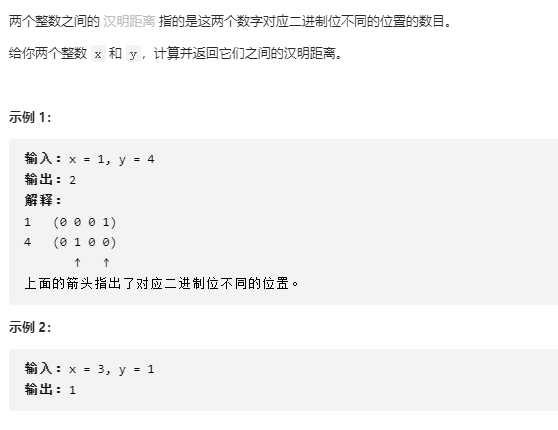 两个整数之间的 汉明距离 指的是这两个数字对应二进制位不同的位置的数目。
给你两个整数 x 和 y，计算并返回它们之间的汉明距离。
示例 1：
输入：x = 1, y = 4
输出：2
解释：
1   (0 0 0 1)
4   (0 1 0 0)
       ↑   ↑
上面的箭头指出了对应二进制位不同的位置。
示例 2：
输入：x = 3, y = 1
输出：1